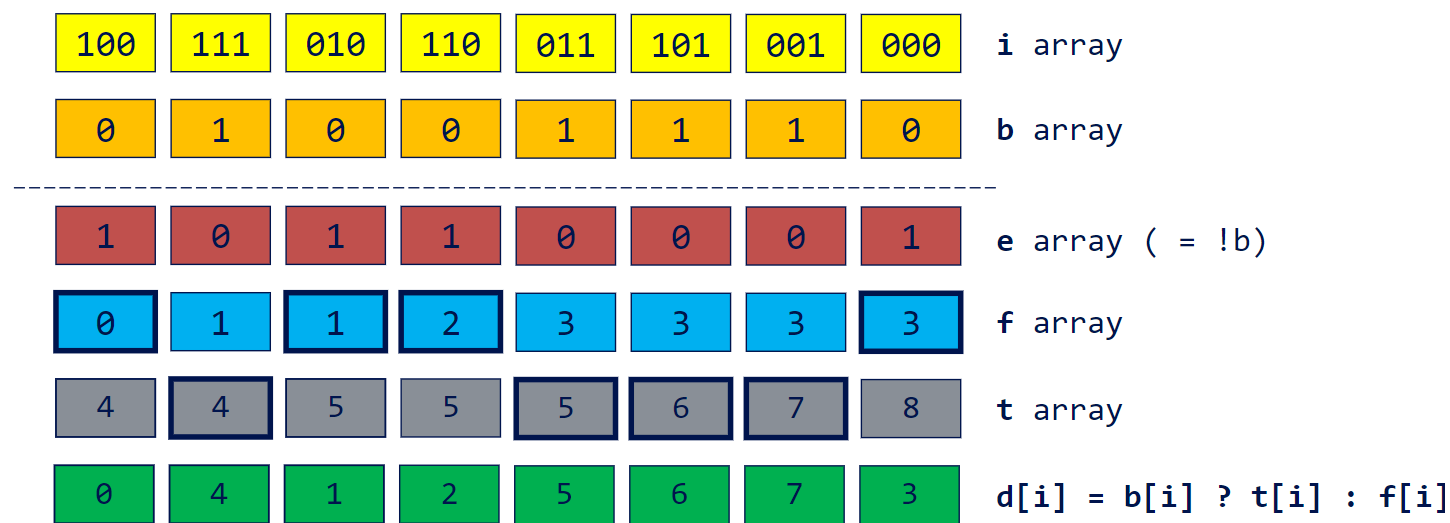 100 111 010 110 011 101 001 000 i array
0 1 0 0 1 1 1 0 b array
1 0 1 1 0 0 0 1 e array ( = !b)
0 1 1 2 3 3 3 3 f array
4 4 5 5 5 6 7 8 t array
0 4 1 2 5 6 7 3 d[i] = b[i] ? t[i] : f[i]